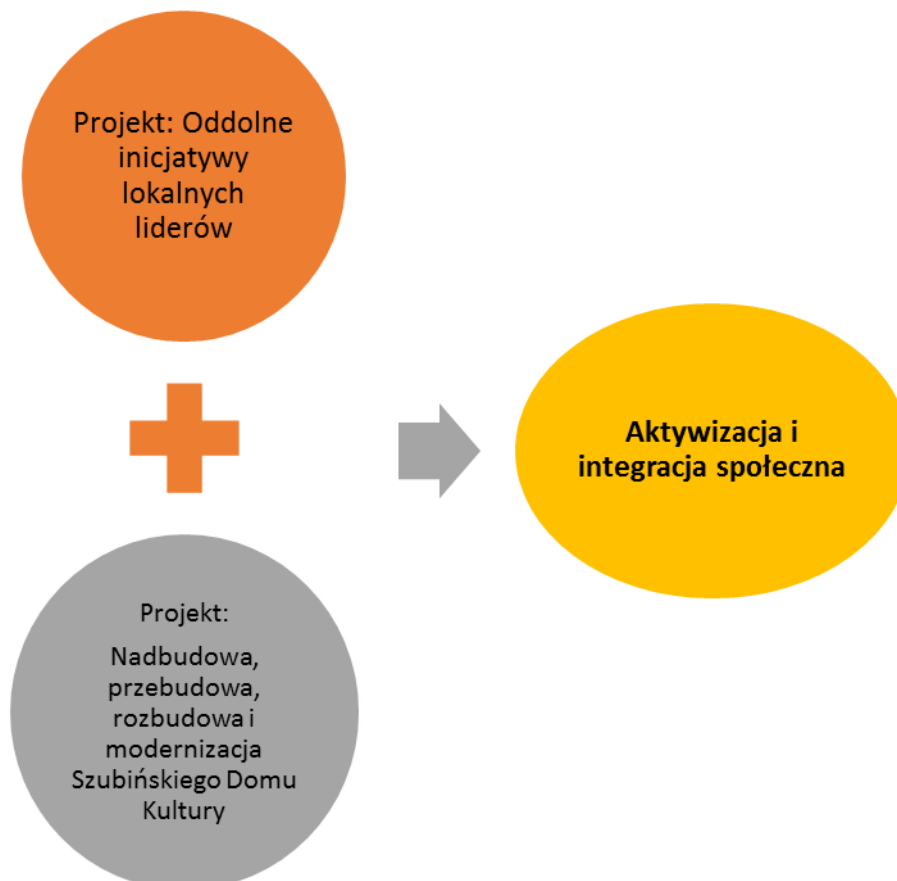 Projekt: Oddolne
inicjatywy
lokalnych
liderów
Aktywizacja i
integracja społeczna
Projekt:
Nadbudowa,
przebudowa,
rozbudowa i
modernizacja
Szubińskiego Domu
Kultury